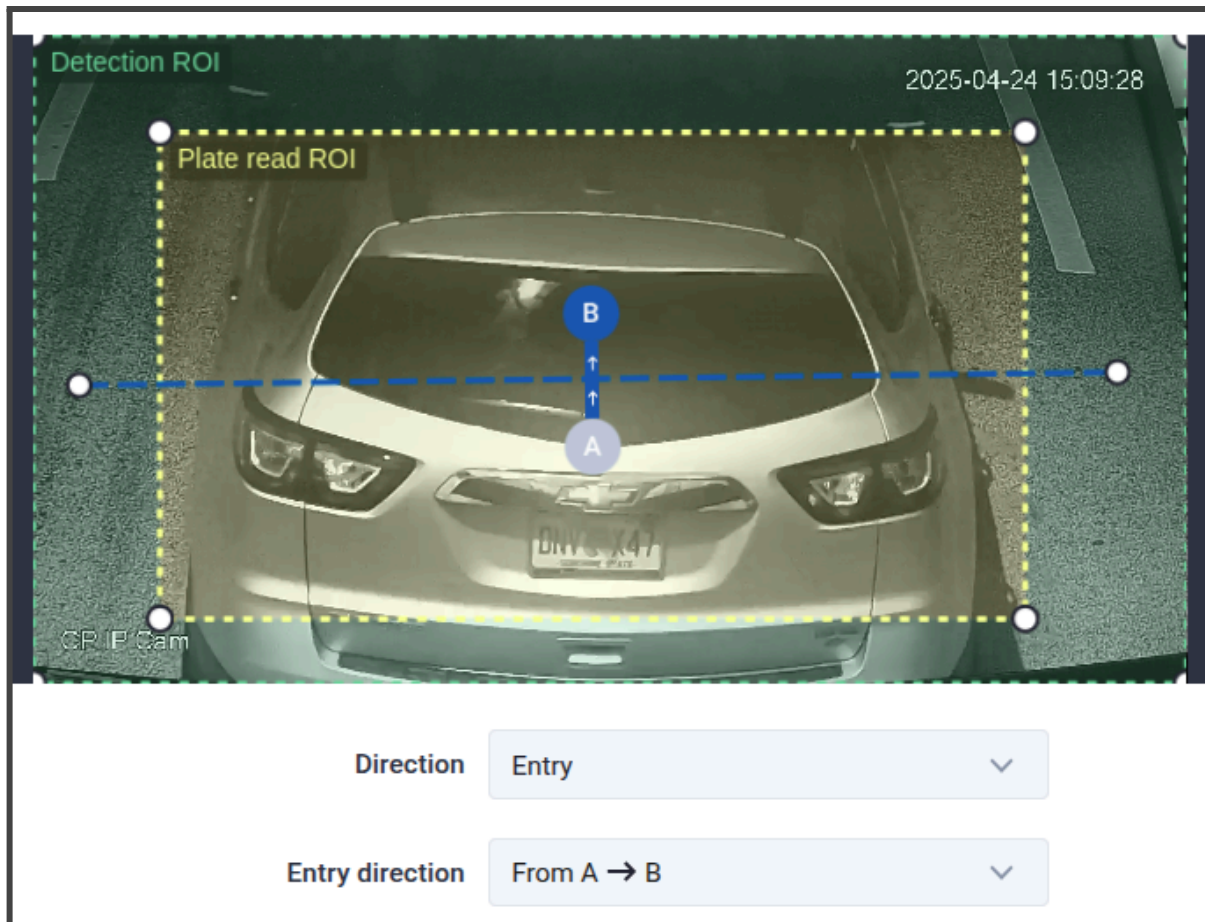 Detection ROI
2025-04-24 15:09:28
Plate read ROI
B
A
X47
CP IP Cam
Direction
Entry
Entry direction
From A → B